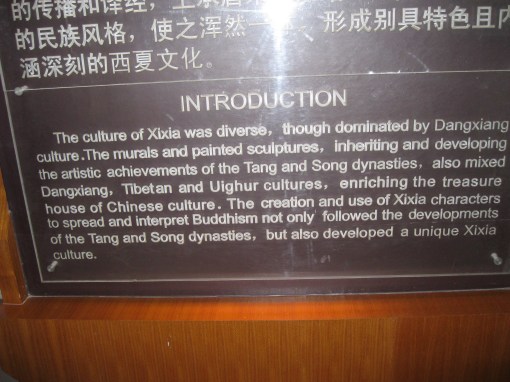 的传播和译经，上承唐
的民族风格，使之浑然一 形成别具特色且内
涵深刻的西夏文化。
INTRODUCTION
The culture of Xixia was diverse, though dominated by Dangxiang
culture.The murals and painted sculptures, inheriting and developing
the artistic achievements of the Tang and Song dynasties, also mixed
Dangxiang, Tibetan and Uighur cultures, enriching the treasure
house of Chinese culture. The creation and use of Xixia characters
to spread and interpret Buddhism not only followed the developments
of the Tang and Song dynasties, but also developed a unique Xixia
culture.